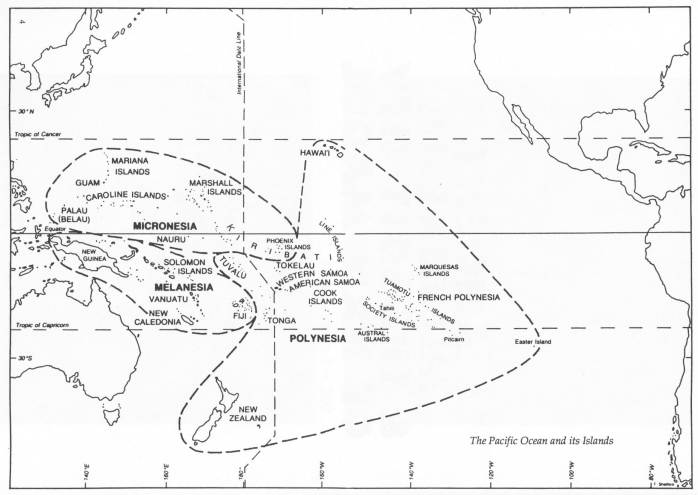 International Date Line
30°N
Tropic of Cancer
HAWAI'I
MARIANA
ISLANDS
GUAM
CAROLINE ISLANDS
MARSHALL
ISLANDS
PALAU
(BELAU)
MICRONESIA
Equator
NAURU
KIRIBATI
PHOENIX
ISLANDS
LINE ISLANDS
NEW
GUINEA
SOLOMON
ISLANDS
TUVALU
TOKELAU
WESTERN SAMOA
AMERICAN SAMOA
MARQUESAS
ISLANDS
MELANESIA
VANUATU
COOK
ISLANDS
TUAMOTU ISLANDS
FRENCH POLYNESIA
Tahiti
SOCIETY ISLANDS
NEW
CALEDONIA
FIJI
TONGA
Tropic of Capricorn
POLYNESIA
AUSTRAL
ISLANDS
Pitcairn
Easter Island
30°S
NEW
ZEALAND
The Pacific Ocean and its Islands
140°E
160°E
180°
160°W
140°W
120°W
100°W
80°W